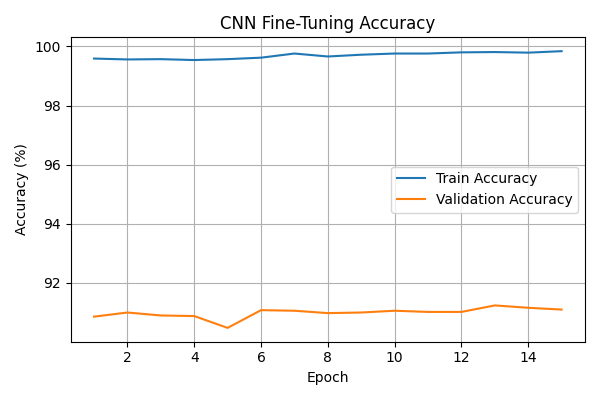 CNN Fine-Tuning Accuracy
100
98
96
94
92
Accuracy (%)
Train Accuracy
Validation Accuracy
2 4 6 8 10 12 14
Epoch